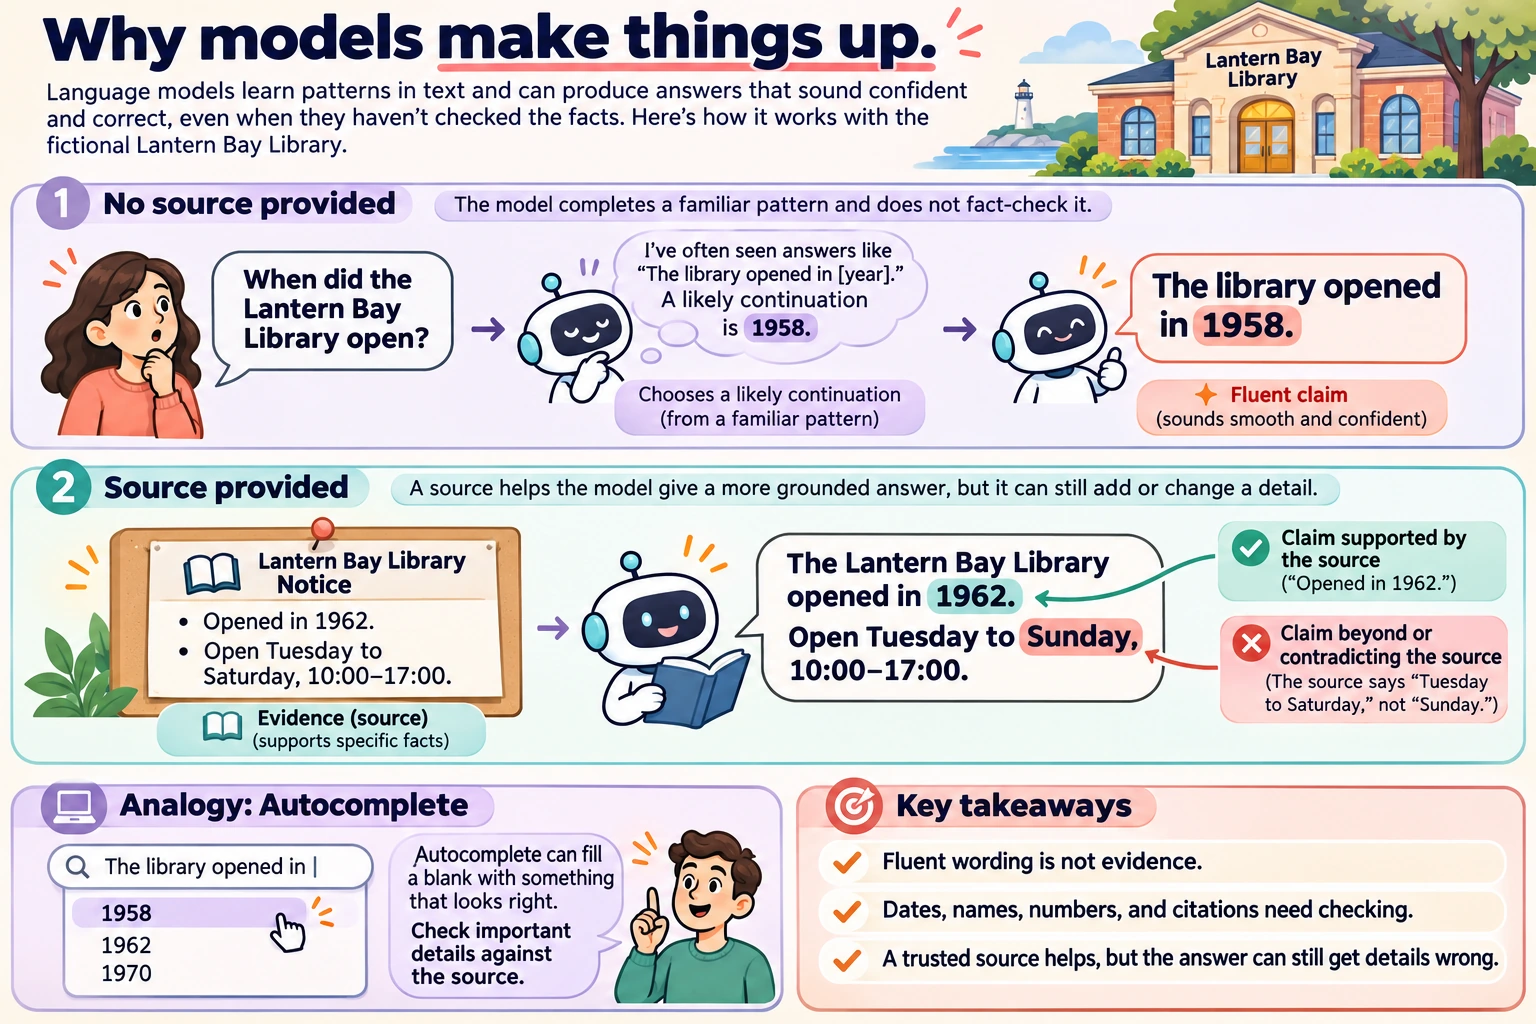 Why models make things up.
Language models learn patterns in text and can produce answers that sound confident
and correct, even when they haven't checked the facts. Here's how it works with the
fictional Lantern Bay Library.
Lantern Bay
Library
1 No source provided
The model completes a familiar pattern and does not fact-check it.
When did the
Lantern Bay
Library open?
I've often seen answers like
“The library opened in [year].”
A likely continuation
is 1958.
Chooses a likely continuation
(from a familiar pattern)
The library opened
in 1958.
Fluent claim
(sounds smooth and confident)
2 Source provided
A source helps the model give a more grounded answer, but it can still add or change a detail.
Lantern Bay Library
Notice
• Opened in 1962.
• Open Tuesday to
Saturday, 10:00–17:00.
Evidence (source)
(supports specific facts)
The Lantern Bay Library
opened in 1962.
Open Tuesday to Sunday,
10:00–17:00.
Claim supported by
the source
(“Opened in 1962.”)
Claim beyond or
contradicting the source
(The source says “Tuesday
to Saturday,” not “Sunday.”)
Analogy: Autocomplete
The library opened in |
1958
1962
1970
Autocomplete can fill
a blank with something
that looks right.
Check important
details against
the source.
Key takeaways
Fluent wording is not evidence.
Dates, names, numbers, and citations need checking.
A trusted source helps, but the answer can still get details wrong.